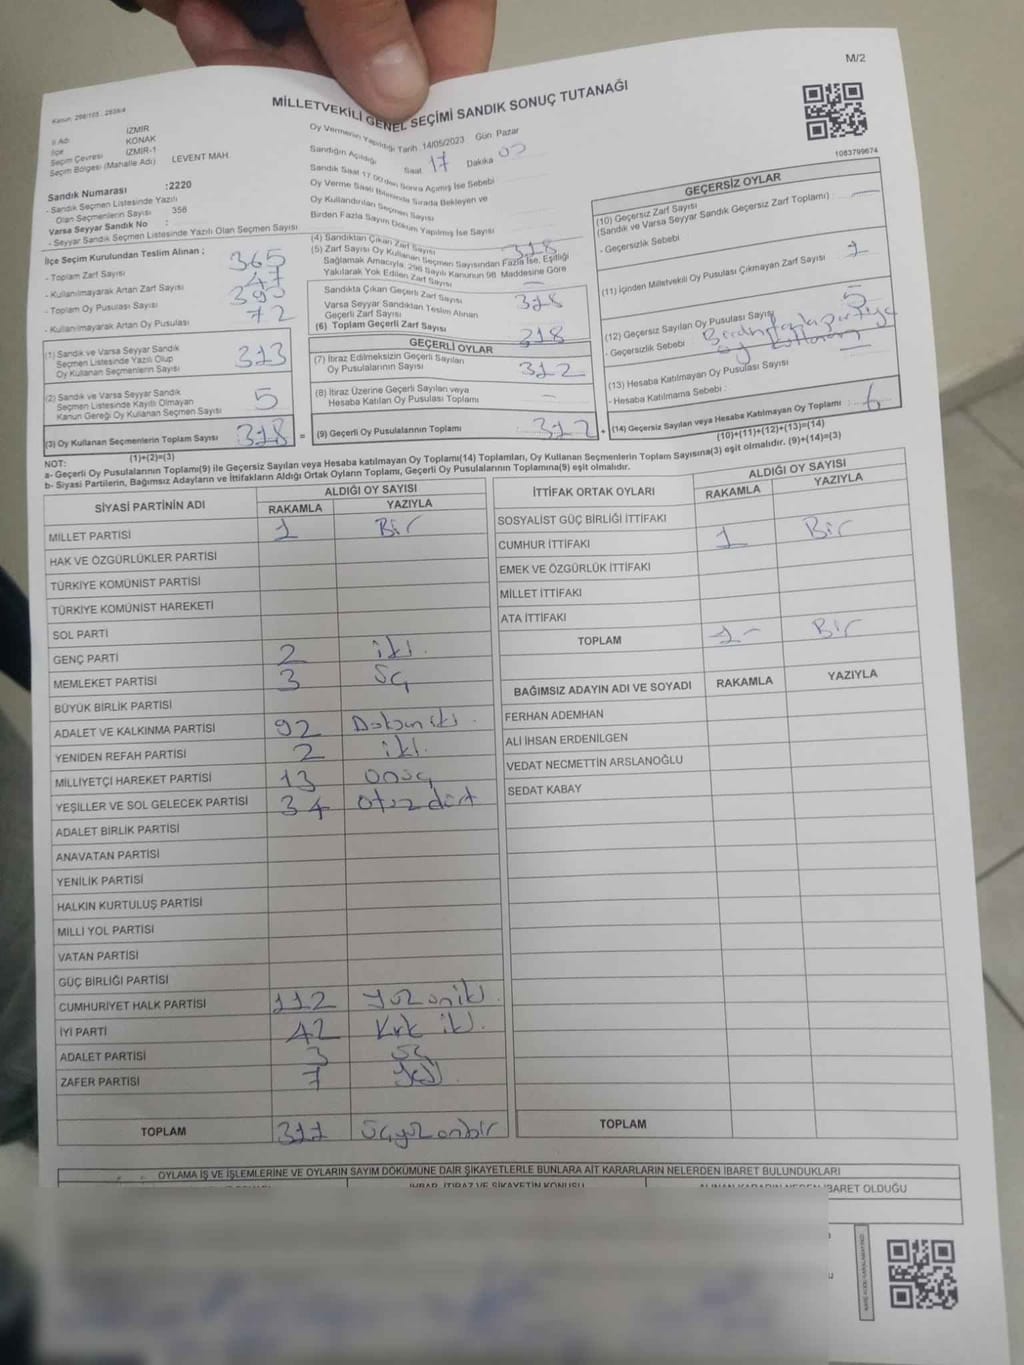 M/2
MİLLETVEKİLİ GENEL SEÇİMİ SANDIK SONUÇ TUTANAĞI
İl Adı İZMİR
İlçe KONAK
Seçim Çevresi İZMİR-1
Seçim Bölgesi (Mahalle Adı) LEVENT MAH.
Sandık Numarası :2220
- Sandık Seçmen Listesinde Yazılı
Olan Seçmenlerin Sayısı 356
Varsa Seyyar Sandık No :
- Seyyar Sandık Seçmen Listesinde Yazılı Olan Seçmen Sayısı
Oy Vermenin Yapıldığı Tarih 14/05/2023 Gün Pazar
Sandığın Açıldığı Saat 17 Dakika
Sandık Saat 17.00'den Sonra Açılmış İse Sebebi
Oy Verme Saati Bitiminde Sırada Bekleyen ve
Oy Kullandırılan Seçmen Sayısı
Birden Fazla Sayım Döküm Yapılmış İse Sayısı
1083799674
İlçe Seçim Kurulundan Teslim Alınan ;
- Toplam Zarf Sayısı 365
- Kullanılmayarak Artan Zarf Sayısı 47
- Toplam Oy Pusulası Sayısı 390
- Kullanılmayarak Artan Oy Pusulası 72
(1) Sandık ve Varsa Seyyar Sandık
Seçmen Listesinde Yazılı Olup
Oy Kullanan Seçmenlerin Sayısı 313
(2) Sandık ve Varsa Seyyar Sandık
Seçmen Listesinde Kayıtlı Olmayan
Kanun Gereği Oy Kullanan Seçmen Sayısı 5
(3) Oy Kullanan Seçmenlerin Toplam Sayısı 318 =
(1)+(2)=(3)
(4) Sandıktan Çıkan Zarf Sayısı 318
(5) Zarf Sayısı Oy Kullanan Seçmen Sayısından Fazla İse, Eşitliği
Sağlamak Amacıyla; 298 Sayılı Kanunun 98. Maddesine Göre
Yakılarak Yok Edilen Zarf Sayısı –
Sandıkta Çıkan Geçerli Zarf Sayısı 318
Varsa Seyyar Sandıktan Teslim Alınan
Geçerli Zarf Sayısı
(6) Toplam Geçerli Zarf Sayısı 318
GEÇERLİ OYLAR
(7) İtiraz Edilmeksizin Geçerli Sayılan
Oy Pusulalarının Sayısı 312
(8) İtiraz Üzerine Geçerli Sayılan veya
Hesaba Katılan Oy Pusulası Toplamı –
(9) Geçerli Oy Pusulalarının Toplamı : 312 +
GEÇERSİZ OYLAR
(10) Geçersiz Zarf Sayısı
(Sandık ve Varsa Seyyar Sandık Geçersiz Zarf Toplamı) : –
- Geçersizlik Sebebi
(11) İçinden Milletvekili Oy Pusulası Çıkmayan Zarf Sayısı 1
(12) Geçersiz Sayılan Oy Pusulası Sayısı 5
- Geçersizlik Sebebi Birden fazla partiye
oy kullanım
(13) Hesaba Katılmayan Oy Pusulası Sayısı –
- Hesaba Katılmama Sebebi :
(14) Geçersiz Sayılan veya Hesaba Katılmayan Oy Toplamı : 6
(10)+(11)+(12)+(13)=(14)
NOT:
a- Geçerli Oy Pusulalarının Toplamı(9) ile Geçersiz Sayılan veya Hesaba katılmayan Oy Toplamı(14) Toplamları, Oy Kullanan Seçmenlerin Toplam Sayısına(3) eşit olmalıdır. (9)+(14)=(3)
b- Siyasi Partilerin, Bağımsız Adayların ve İttifakların Aldığı Ortak Oyların Toplamı, Geçerli Oy Pusulalarının Toplamına(9) eşit olmalıdır.
SİYASİ PARTİNİN ADI ALDIĞI OY SAYISI
RAKAMLA YAZIYLA
MİLLET PARTİSİ 1 Bir
HAK VE ÖZGÜRLÜKLER PARTİSİ
TÜRKİYE KOMÜNİST PARTİSİ
TÜRKİYE KOMÜNİST HAREKETİ
SOL PARTİ
GENÇ PARTİ 2 iki.
MEMLEKET PARTİSİ 3 üç
BÜYÜK BİRLİK PARTİSİ
ADALET VE KALKINMA PARTİSİ 92 Doksan iki.
YENİDEN REFAH PARTİSİ 2 iki.
MİLLİYETÇİ HAREKET PARTİSİ 13 onüç
YEŞİLLER VE SOL GELECEK PARTİSİ 34 otuz dört
ADALET BİRLİK PARTİSİ
ANAVATAN PARTİSİ
YENİLİK PARTİSİ
HALKIN KURTULUŞ PARTİSİ
MİLLİ YOL PARTİSİ
VATAN PARTİSİ
GÜÇ BİRLİĞİ PARTİSİ
CUMHURİYET HALK PARTİSİ 112 yüz oniki.
İYİ PARTİ 42 Kırk iki.
ADALET PARTİSİ 3 üç
ZAFER PARTİSİ 7 yedi
TOPLAM 311 üçyüz onbir
İTTİFAK ORTAK OYLARI ALDIĞI OY SAYISI
RAKAMLA YAZIYLA
SOSYALİST GÜÇ BİRLİĞİ İTTİFAKI
CUMHUR İTTİFAKI 1 Bir
EMEK VE ÖZGÜRLÜK İTTİFAKI
MİLLET İTTİFAKI
ATA İTTİFAKI
TOPLAM 1- Bir
BAĞIMSIZ ADAYIN ADI VE SOYADI RAKAMLA YAZIYLA
FERHAN ADEMHAN
ALİ İHSAN ERDENİLGEN
VEDAT NECMETTİN ARSLANOĞLU
SEDAT KABAY
TOPLAM
OYLAMA İŞ VE İŞLEMLERİNE VE OYLARIN SAYIM DÖKÜMÜNE DAİR ŞİKAYETLERLE BUNLARA AİT KARARLARIN NELERDEN İBARET BULUNDUKLARI
İHBAR, İTİRAZ VE ŞİKAYETİN KONUSU ALINAN KARARIN NEDEN İBARET OLDUĞU